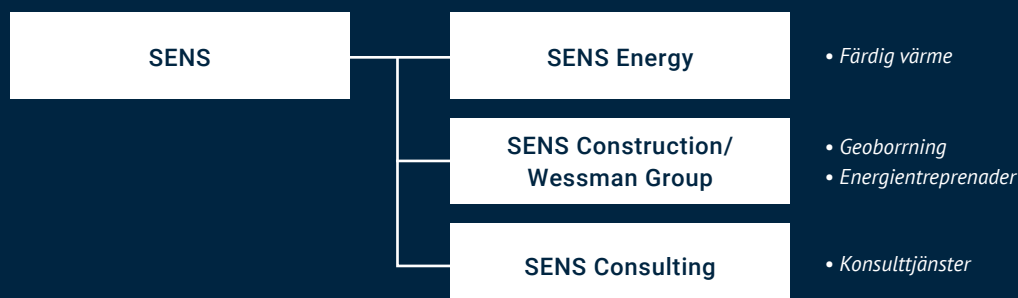 SENS
SENS Energy
• Färdig värme
SENS Construction/
Wessman Group
• Geoborrning
• Energientreprenader
SENS Consulting
• Konsulttjänster